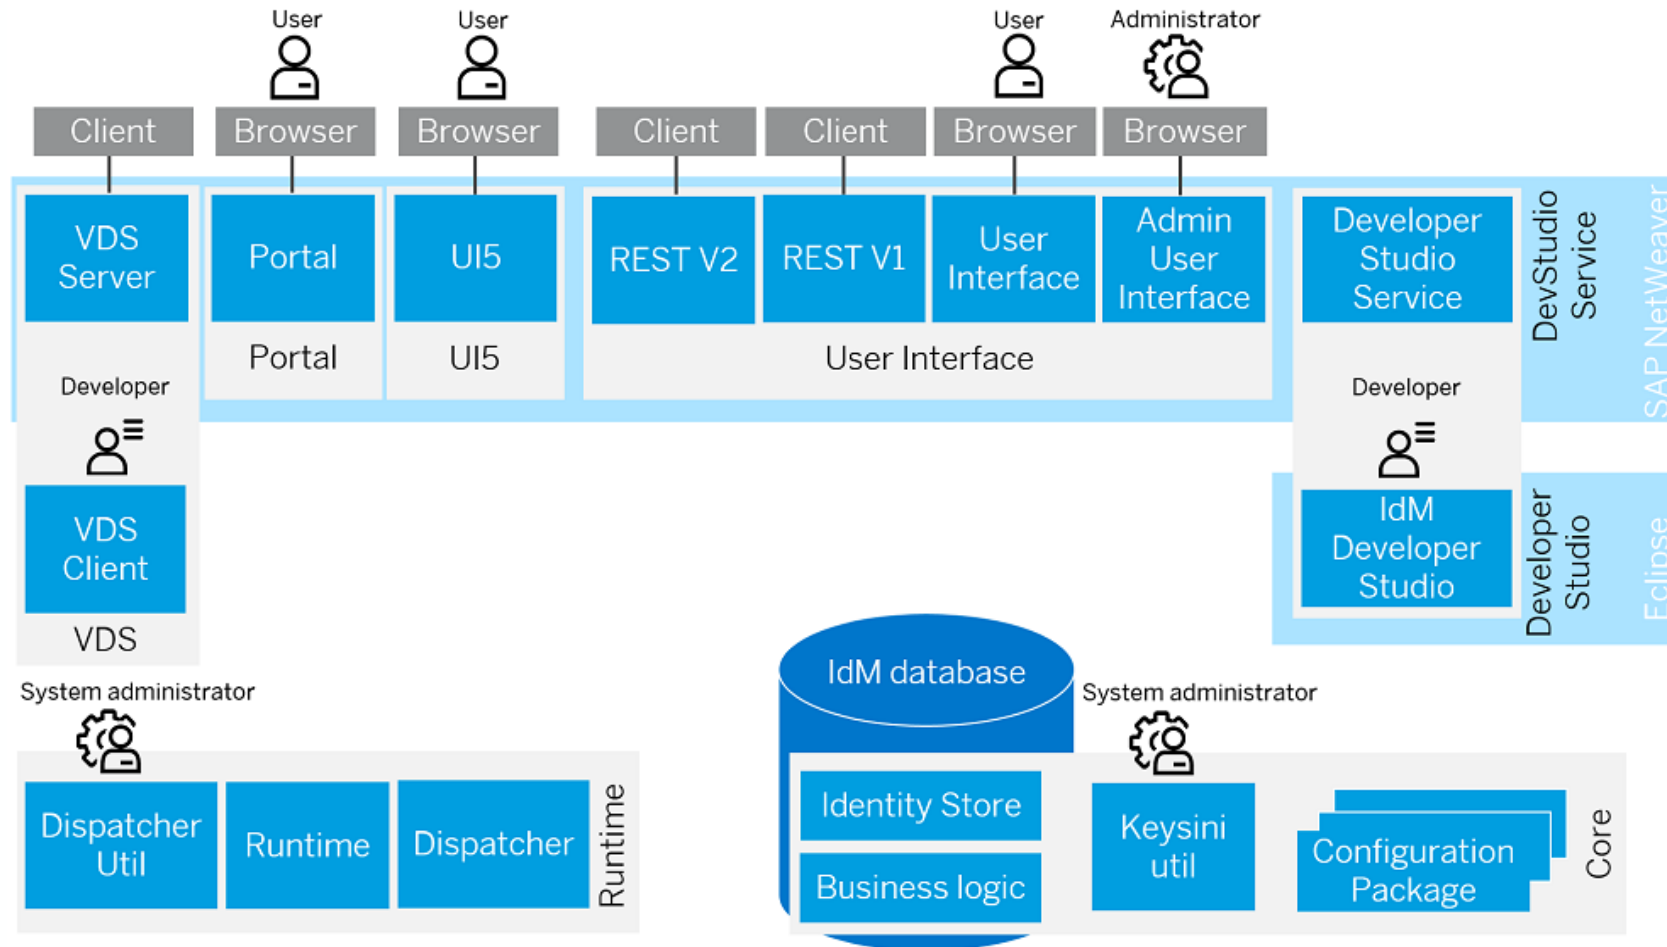 User
User
User
Administrator
Client
Browser
Browser
Client
Client
Browser
Browser
VDS
Server
Portal
UI5
REST V2
REST V1
User
Interface
Admin
User
Interface
Developer
Studio
Service
DevStudio
Service
SAP NetWeaver
Portal
UI5
User Interface
Developer
Developer
VDS
Client
VDS
IdM
Developer
Studio
Developer
Studio
Eclipse
IdM database
System administrator
System administrator
Dispatcher
Util
Runtime
Dispatcher
Runtime
Identity Store
Business logic
Keysini
util
Configuration
Package
Core